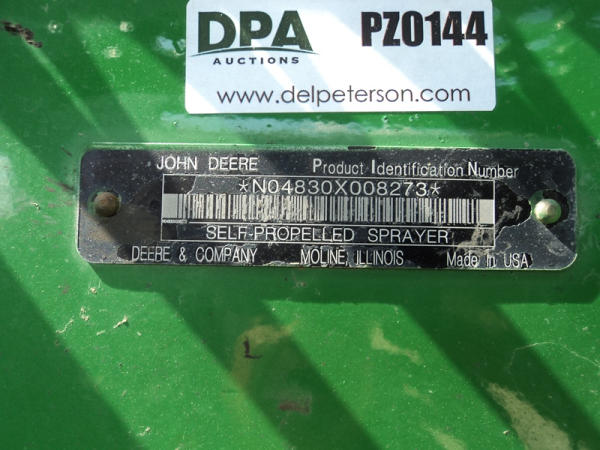 DPA PZ0144
AUCTIONS
www.delpeterson.com
JOHN DEERE Product Identification Number
*N04830X008273*
SELF-PROPELLED SPRAYER
DEERE & COMPANY MOLINE, ILLINOIS Made in USA